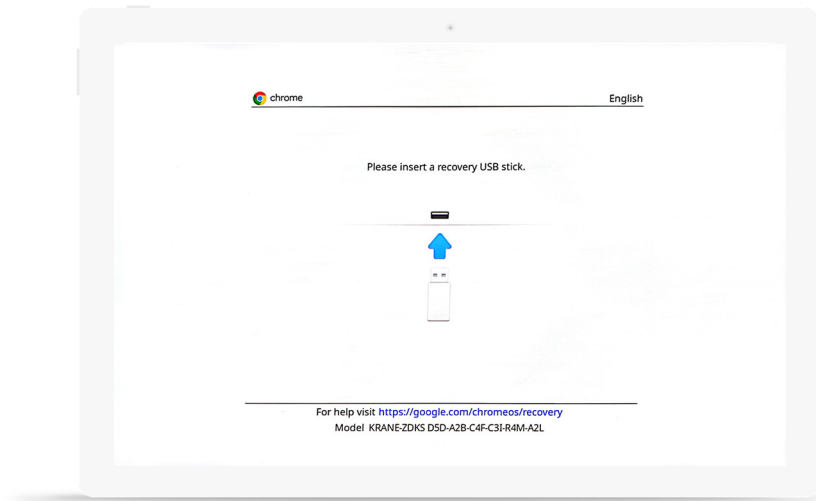 chrome
English
Please insert a recovery USB stick.
For help visit https://google.com/chromeos/recovery
Model KRANE-ZDKS D5D-A2B-C4F-C3I-R4M-A2L